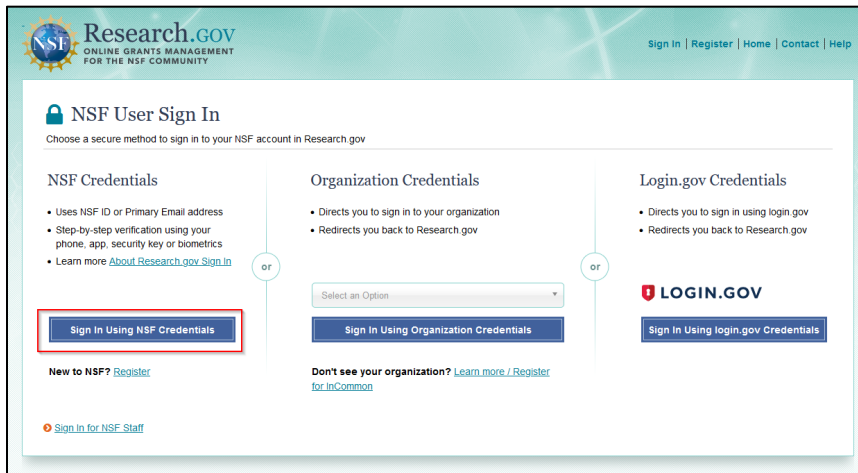 NSF
Research.GOV
ONLINE GRANTS MANAGEMENT
FOR THE NSF COMMUNITY
Sign In | Register | Home | Contact | Help
NSF User Sign In
Choose a secure method to sign in to your NSF account in Research.gov
NSF Credentials
• Uses NSF ID or Primary Email address
• Step-by-step verification using your
phone, app, security key or biometrics
• Learn more About Research.gov Sign In
Sign In Using NSF Credentials
New to NSF? Register
or
Organization Credentials
• Directs you to sign in to your organization
• Redirects you back to Research.gov
Select an Option
Sign In Using Organization Credentials
Don't see your organization? Learn more / Register
for InCommon
or
Login.gov Credentials
• Directs you to sign in using login.gov
• Redirects you back to Research.gov
LOGIN.GOV
Sign In Using login.gov Credentials
Sign In for NSF Staff